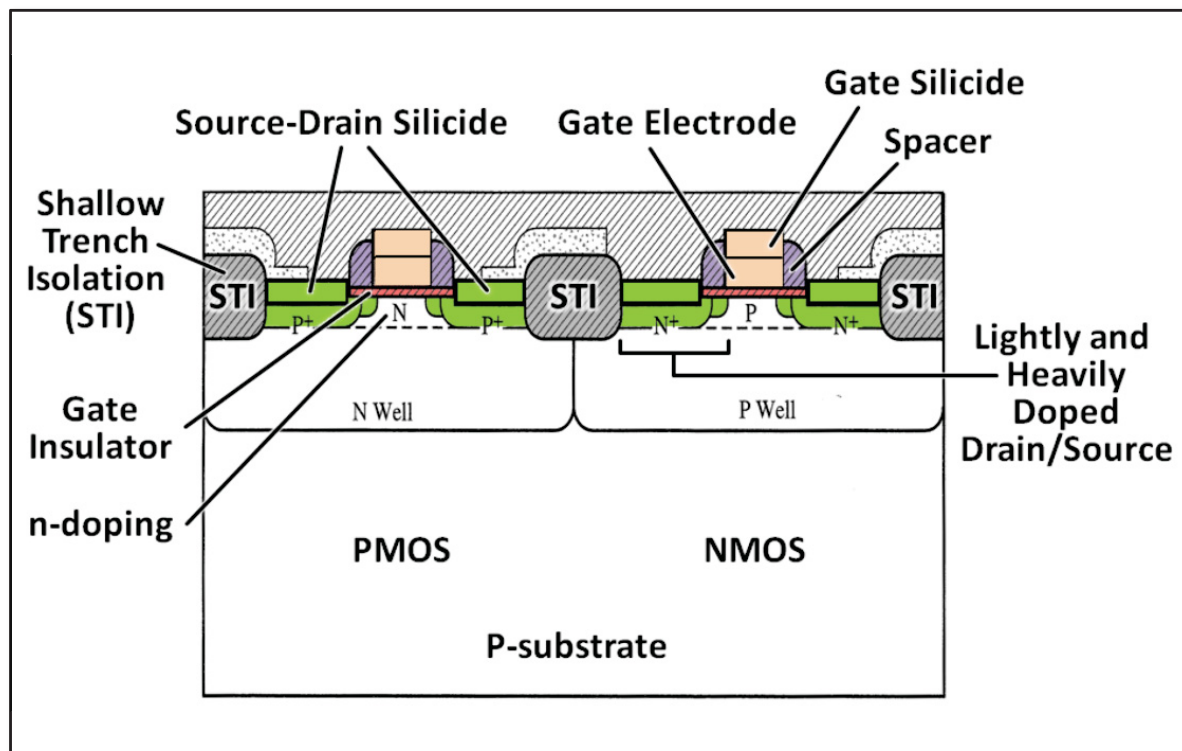 Gate Silicide
Source-Drain Silicide
Gate Electrode
Spacer
Shallow
Trench
Isolation
(STI)
STI
STI
STI
P+
N
P+
N+
P
N+
Lightly and
Heavily
Doped
Drain/Source
Gate
Insulator
N Well
P Well
n-doping
PMOS
NMOS
P-substrate